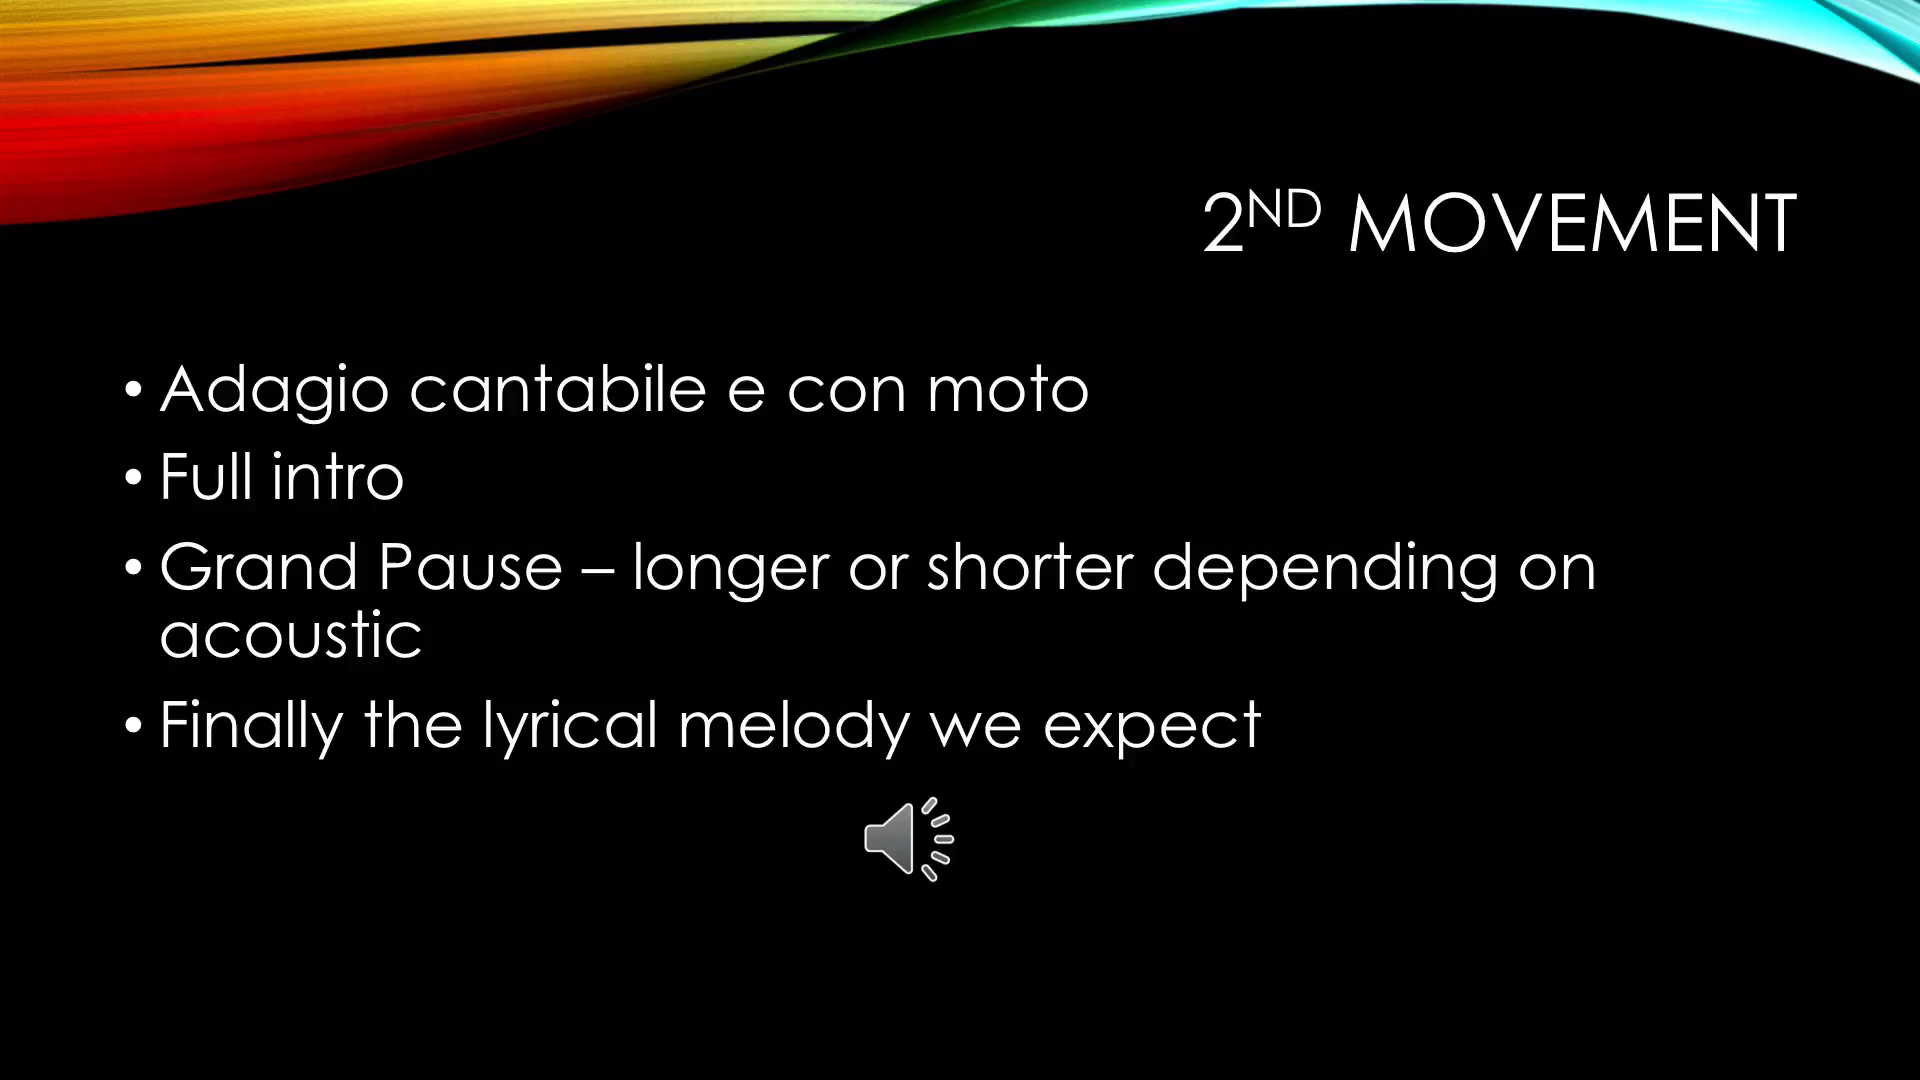 2ND MOVEMENT
• Adagio cantabile e con moto
• Full intro
• Grand Pause – longer or shorter depending on
acoustic
• Finally the lyrical melody we expect